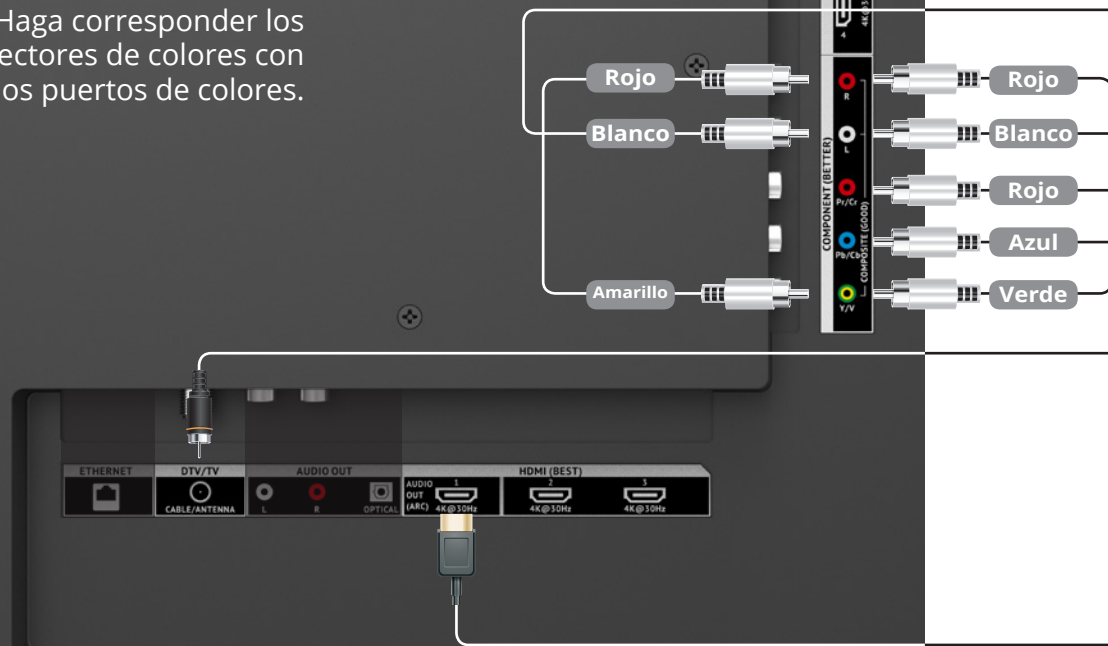 Haga corresponder los
ectores de colores con
os puertos de colores.
4
4K@3
Rojo
Blanco
Amarillo
COMPONENT (BETTER)
COMPOSITE (GOOD)
R
L
Pr/Cr
Pb/Cb
Y/V
Rojo
Blanco
Rojo
Azul
Verde
ETHERNET
DTV/TV
CABLE/ANTENNA
AUDIO OUT
L
R
OPTICAL
HDMI (BEST)
AUDIO
OUT
(ARC)
1
4K@30Hz
2
4K@30Hz
3
4K@30Hz